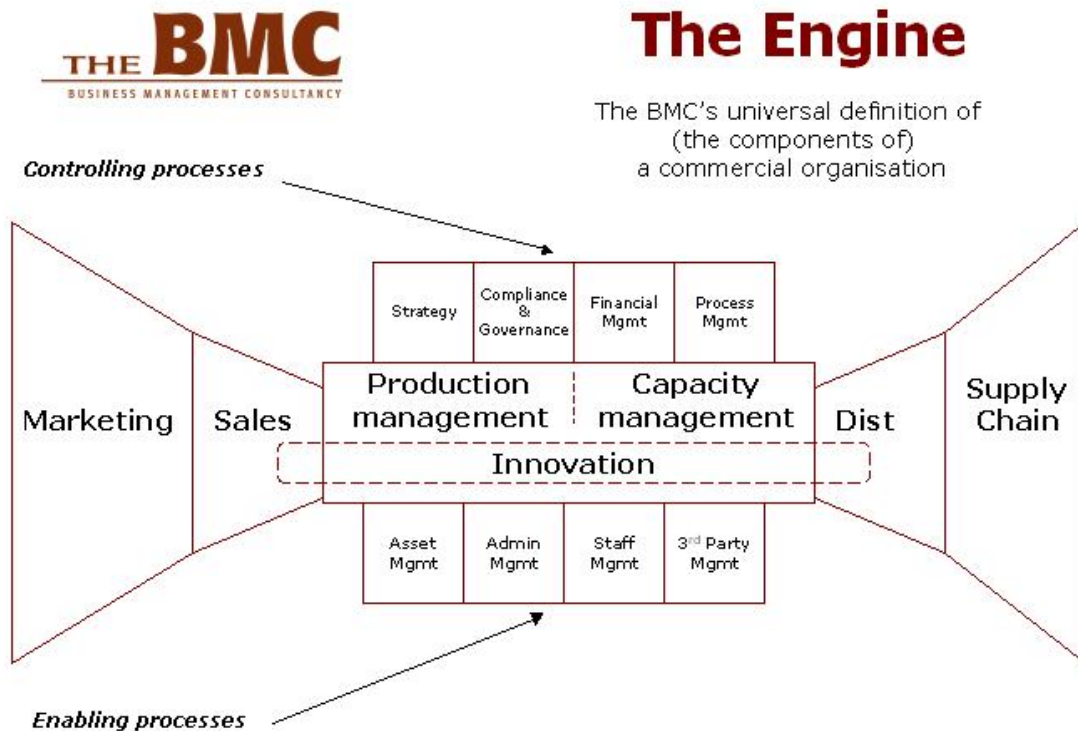 THE BMC
BUSINESS MANAGEMENT CONSULTANCY
The Engine
The BMC's universal definition of
(the components of)
a commercial organisation
Controlling processes
Strategy
Compliance
&
Governance
Financial
Mgmt
Process
Mgmt
Marketing
Sales
Production
management
Capacity
management
Innovation
Dist
Supply
Chain
Asset
Mgmt
Admin
Mgmt
Staff
Mgmt
3rd Party
Mgmt
Enabling processes